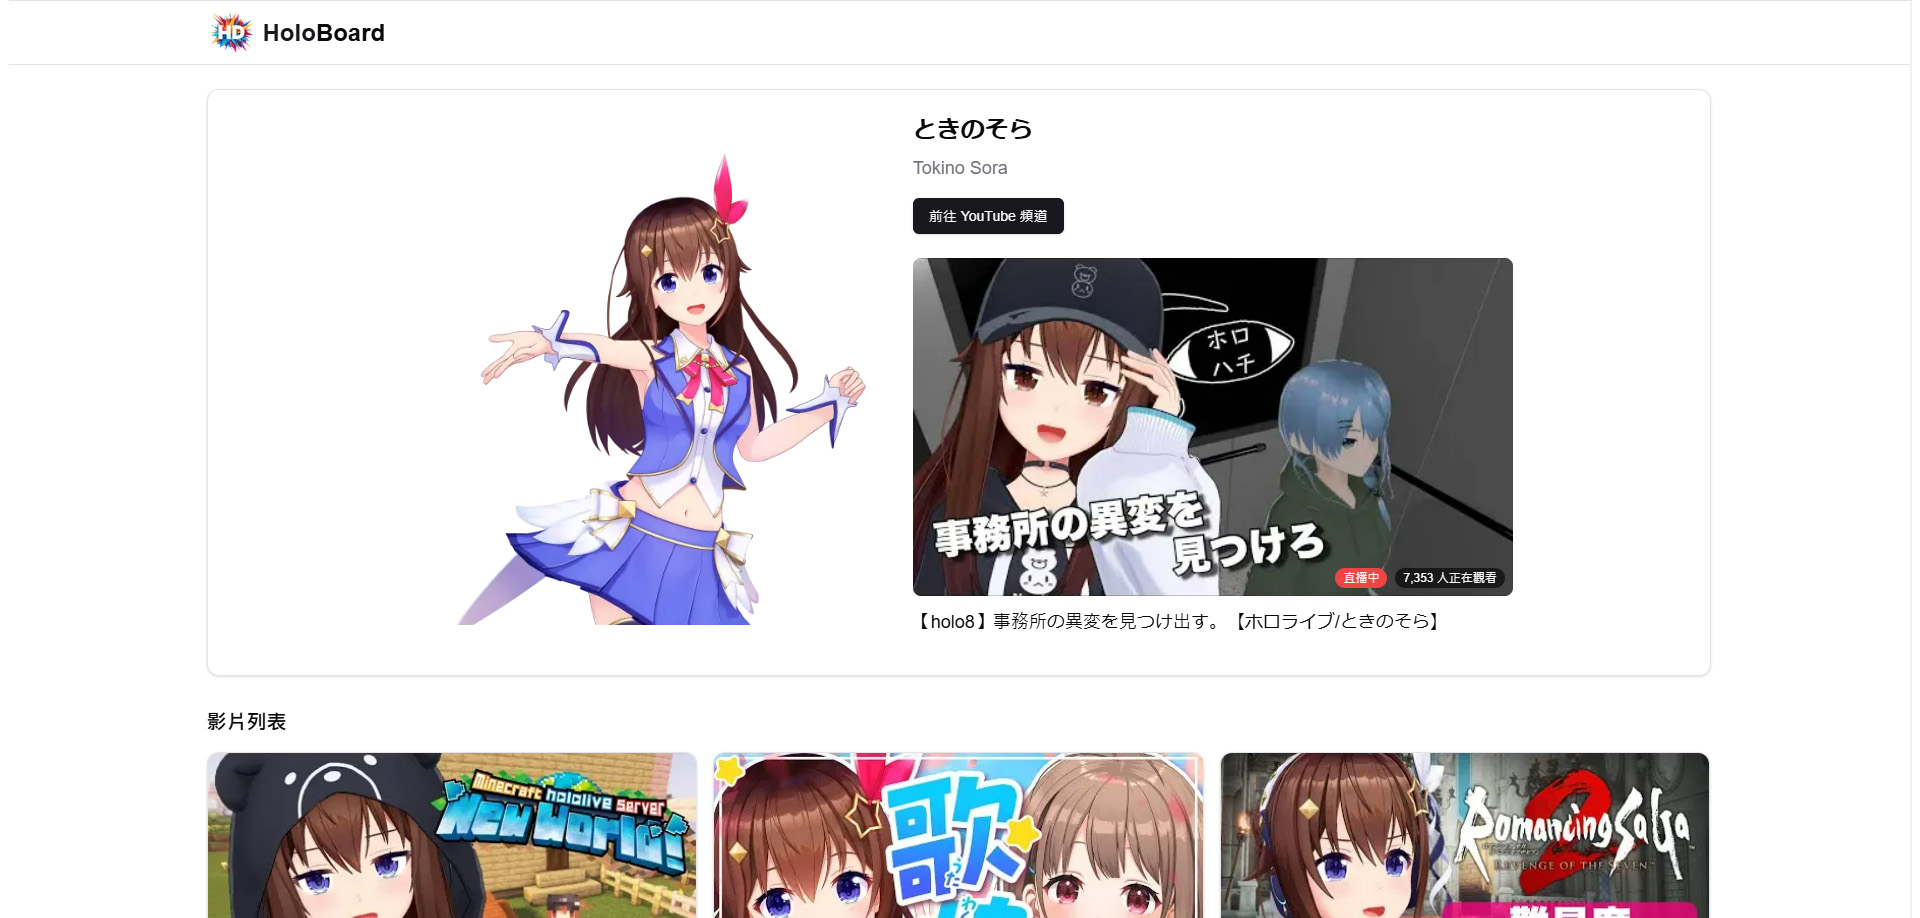 HD
HoloBoard
ときのそら
Tokino Sora
前往 YouTube 頻道
ホロ
ハチ
事務所の異変を
見つけろ
直播中
7,353 人正在觀看
【holo8】事務所の異変を見つけ出す。【ホロライブ/ときのそら】
影片列表
Minecraft hololive Server
New World!
歌
うた
Romancing SaGa
2
REVENGE OF THE SEVEN™